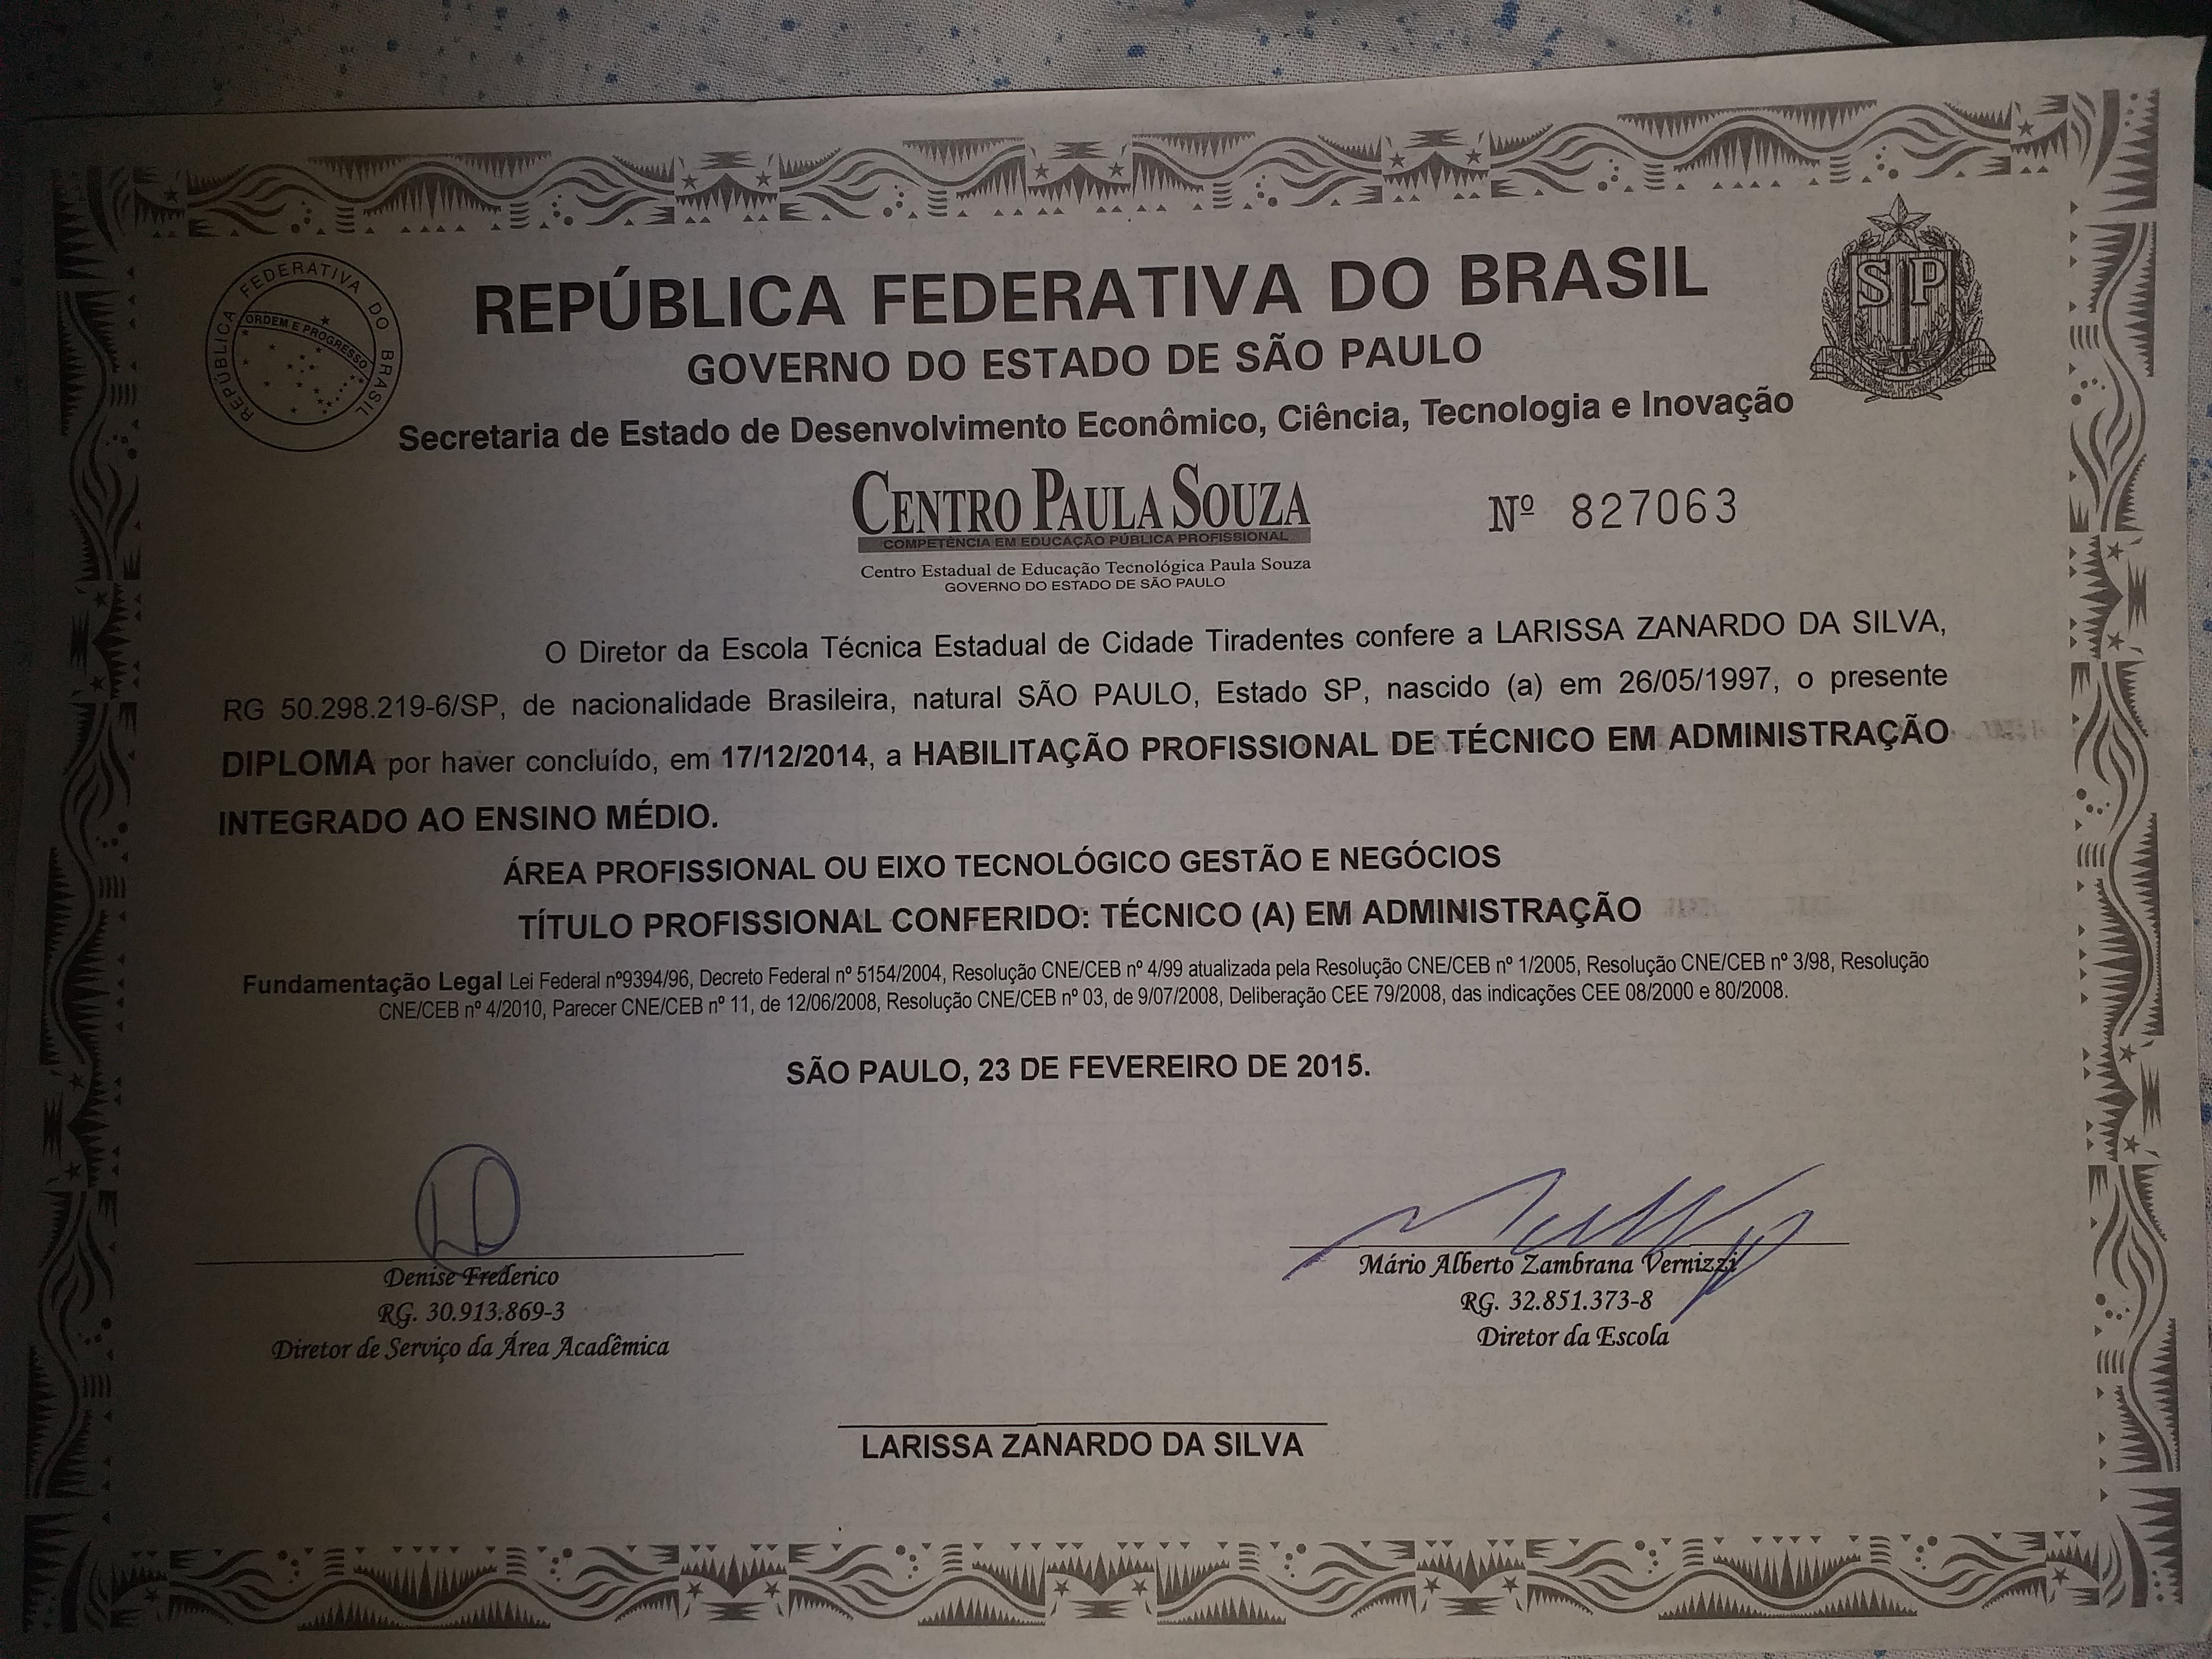 REPÚBLICA FEDERATIVA DO BRASIL
ORDEM E PROGRESSO
SP
REPÚBLICA FEDERATIVA DO BRASIL
GOVERNO DO ESTADO DE SÃO PAULO
Secretaria de Estado de Desenvolvimento Econômico, Ciência, Tecnologia e Inovação
CENTRO PAULA SOUZA
COMPETÊNCIA EM EDUCAÇÃO PÚBLICA PROFISSIONAL
Centro Estadual de Educação Tecnológica Paula Souza
GOVERNO DO ESTADO DE SÃO PAULO
Nº 827063
O Diretor da Escola Técnica Estadual de Cidade Tiradentes confere a LARISSA ZANARDO DA SILVA,
RG 50.298.219-6/SP, de nacionalidade Brasileira, natural SÃO PAULO, Estado SP, nascido (a) em 26/05/1997, o presente
DIPLOMA por haver concluído, em 17/12/2014, a HABILITAÇÃO PROFISSIONAL DE TÉCNICO EM ADMINISTRAÇÃO
INTEGRADO AO ENSINO MÉDIO.
ÁREA PROFISSIONAL OU EIXO TECNOLÓGICO GESTÃO E NEGÓCIOS
TÍTULO PROFISSIONAL CONFERIDO: TÉCNICO (A) EM ADMINISTRAÇÃO
Fundamentação Legal Lei Federal nº9394/96, Decreto Federal nº 5154/2004, Resolução CNE/CEB nº 4/99 atualizada pela Resolução CNE/CEB nº 1/2005, Resolução CNE/CEB nº 3/98, Resolução
CNE/CEB nº 4/2010, Parecer CNE/CEB nº 11, de 12/06/2008, Resolução CNE/CEB nº 03, de 9/07/2008, Deliberação CEE 79/2008, das indicações CEE 08/2000 e 80/2008.
SÃO PAULO, 23 DE FEVEREIRO DE 2015.
Denise Frederico
RG. 30.913.869-3
Diretor de Serviço da Área Acadêmica
Mário Alberto Zambrana Vernizzi
RG. 32.851.373-8
Diretor da Escola
LARISSA ZANARDO DA SILVA